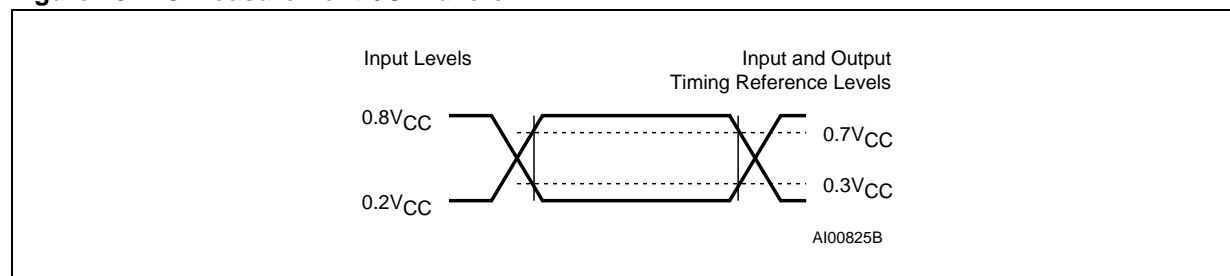 Input Levels
Input and Output
Timing Reference Levels
0.8VCC
0.7VCC
0.3VCC
0.2VCC
AI00825B